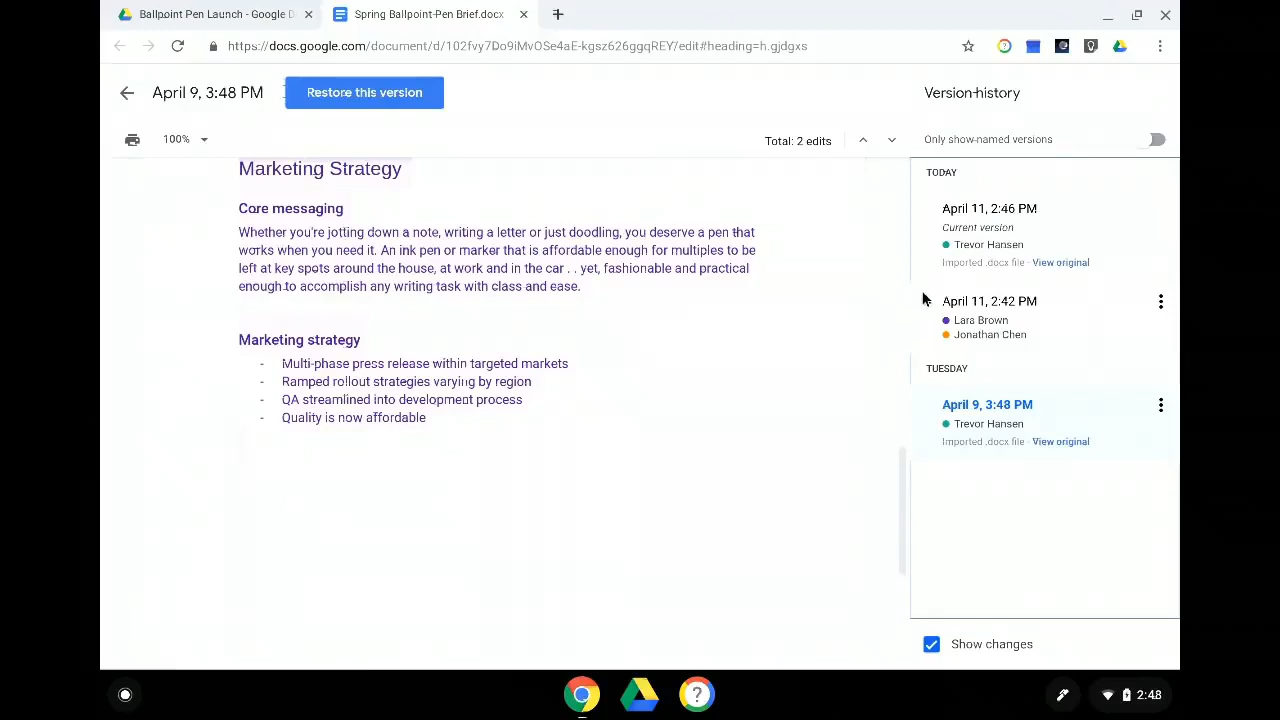 Ballpoint Pen Launch - Google D
Spring Ballpoint-Pen Brief.docx
https://docs.google.com/document/d/102fvy7Do9iMvOSe4aE-kgsz626ggqREY/edit#heading=h.gjdgxs
April 9, 3:48 PM
Restore this version
Version history
100%
Total: 2 edits
Only show named versions
Marketing Strategy
Core messaging
Whether you're jotting down a note, writing a letter or just doodling, you deserve a pen that
works when you need it. An ink pen or marker that is affordable enough for multiples to be
left at key spots around the house, at work and in the car . . yet, fashionable and practical
enough to accomplish any writing task with class and ease.
Marketing strategy
- Multi-phase press release within targeted markets
- Ramped rollout strategies varying by region
- QA streamlined into development process
- Quality is now affordable
TODAY
April 11, 2:46 PM
Current version
Trevor Hansen
Imported .docx file · View original
April 11, 2:42 PM
Lara Brown
Jonathan Chen
TUESDAY
April 9, 3:48 PM
Trevor Hansen
Imported .docx file · View original
Show changes
2:48